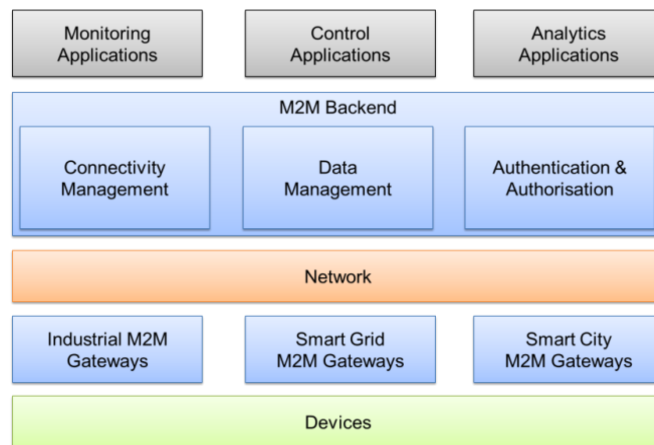 Monitoring
Applications
Control
Applications
Analytics
Applications
M2M Backend
Connectivity
Management
Data
Management
Authentication &
Authorisation
Network
Industrial M2M
Gateways
Smart Grid
M2M Gateways
Smart City
M2M Gateways
Devices